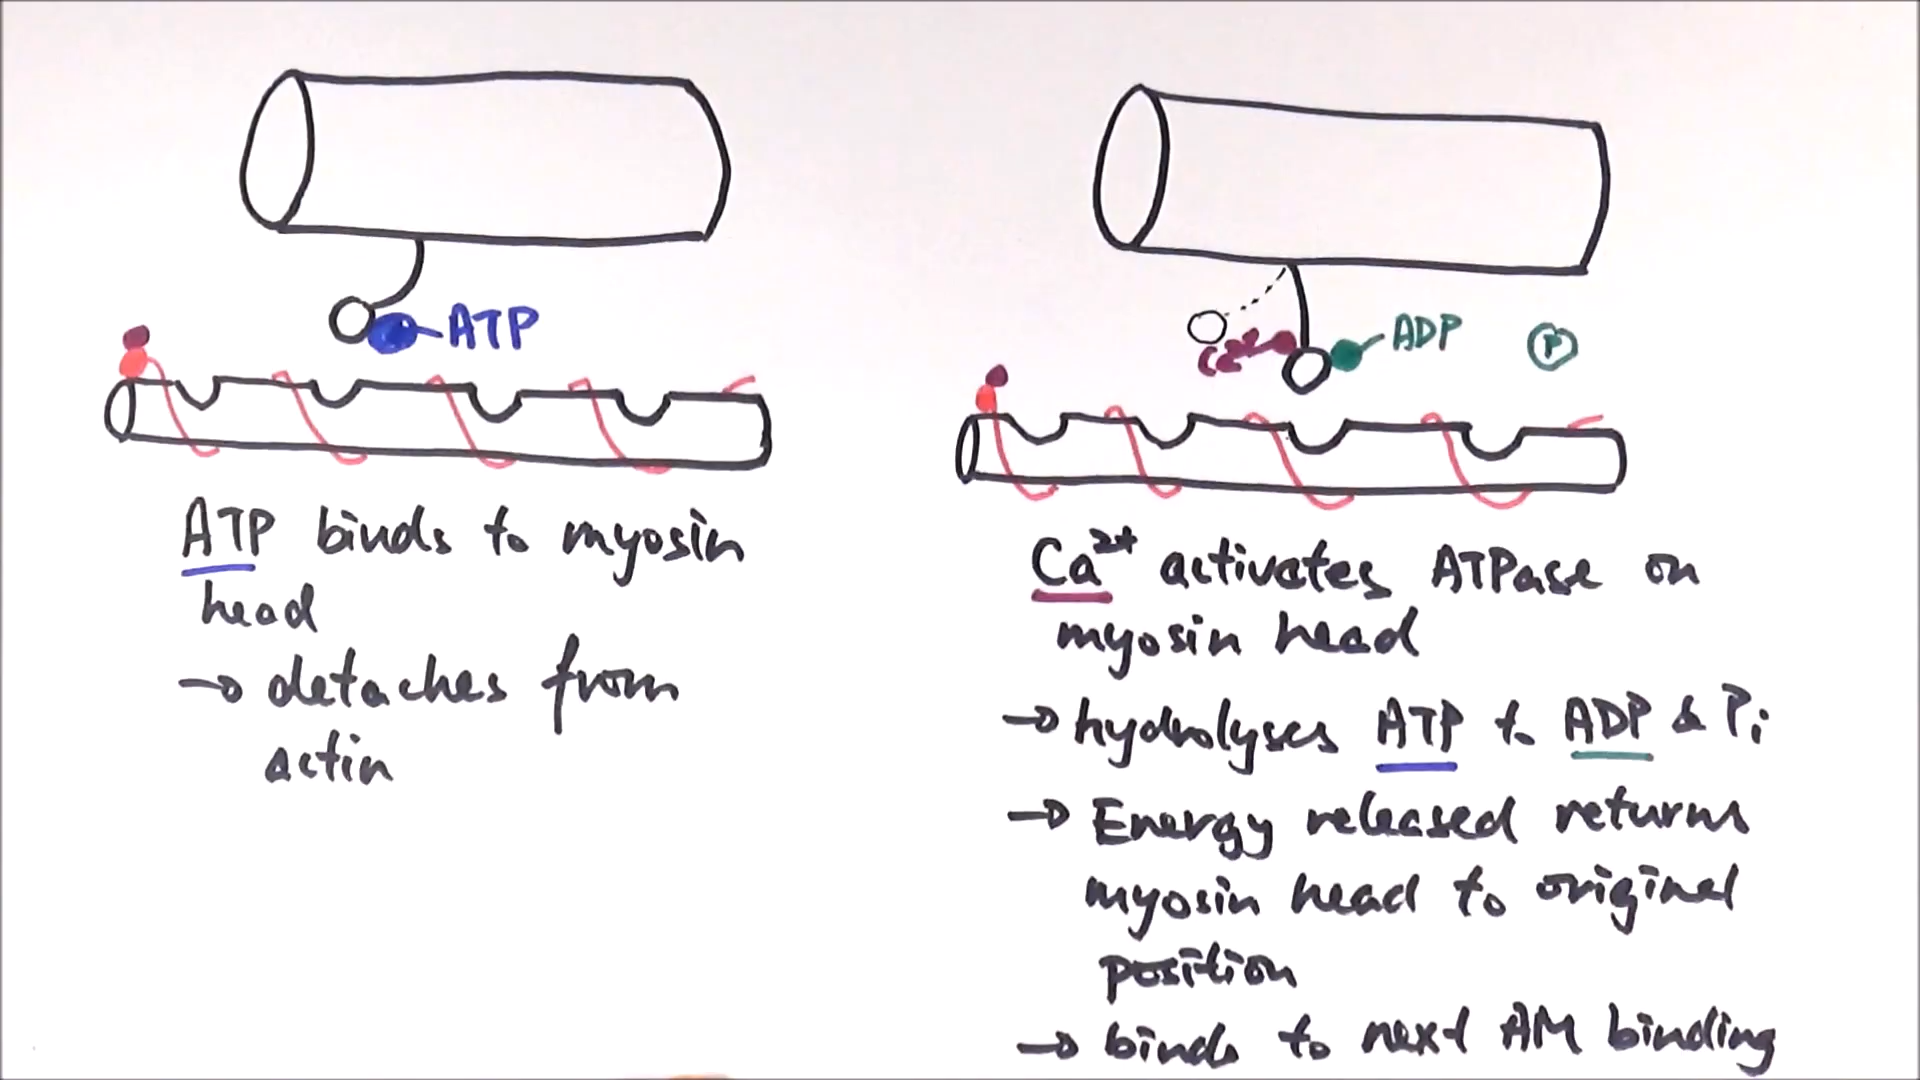 ATP
ATP binds to myosin
head
→ detaches from
actin
Ca²⁺
ADP
P
Ca²⁺ activates ATPase on
myosin head
→ hydrolyses ATP to ADP & Pi
→ Energy released returns
myosin head to original
position
→ binds to next AM binding